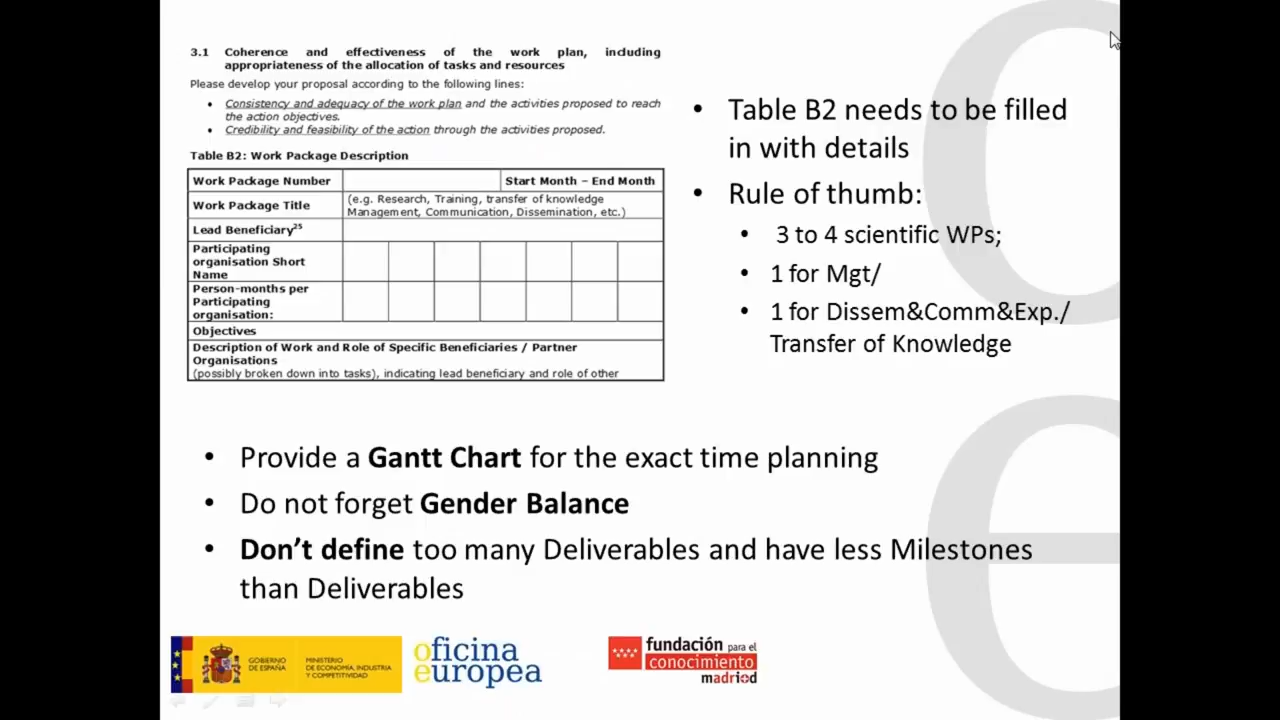 3.1 Coherence and effectiveness of the work plan, including
appropriateness of the allocation of tasks and resources
Please develop your proposal according to the following lines:
• Consistency and adequacy of the work plan and the activities proposed to reach
the action objectives.
• Credibility and feasibility of the action through the activities proposed.
Table B2: Work Package Description
Work Package Number
Start Month – End Month
Work Package Title
(e.g. Research, Training, transfer of knowledge
Management, Communication, Dissemination, etc.)
Lead Beneficiary25
Participating
organisation Short
Name
Person-months per
Participating
organisation:
Objectives
Description of Work and Role of Specific Beneficiaries / Partner
Organisations
(possibly broken down into tasks), indicating lead beneficiary and role of other
• Table B2 needs to be filled
in with details
• Rule of thumb:
• 3 to 4 scientific WPs;
• 1 for Mgt/
• 1 for Dissem&Comm&Exp./
Transfer of Knowledge
• Provide a Gantt Chart for the exact time planning
• Do not forget Gender Balance
• Don’t define too many Deliverables and have less Milestones
than Deliverables
GOBIERNO
DE ESPAÑA
MINISTERIO
DE ECONOMÍA, INDUSTRIA
Y COMPETITIVIDAD
oficina
europea
fundación para el
conocimiento
madri+d
oe